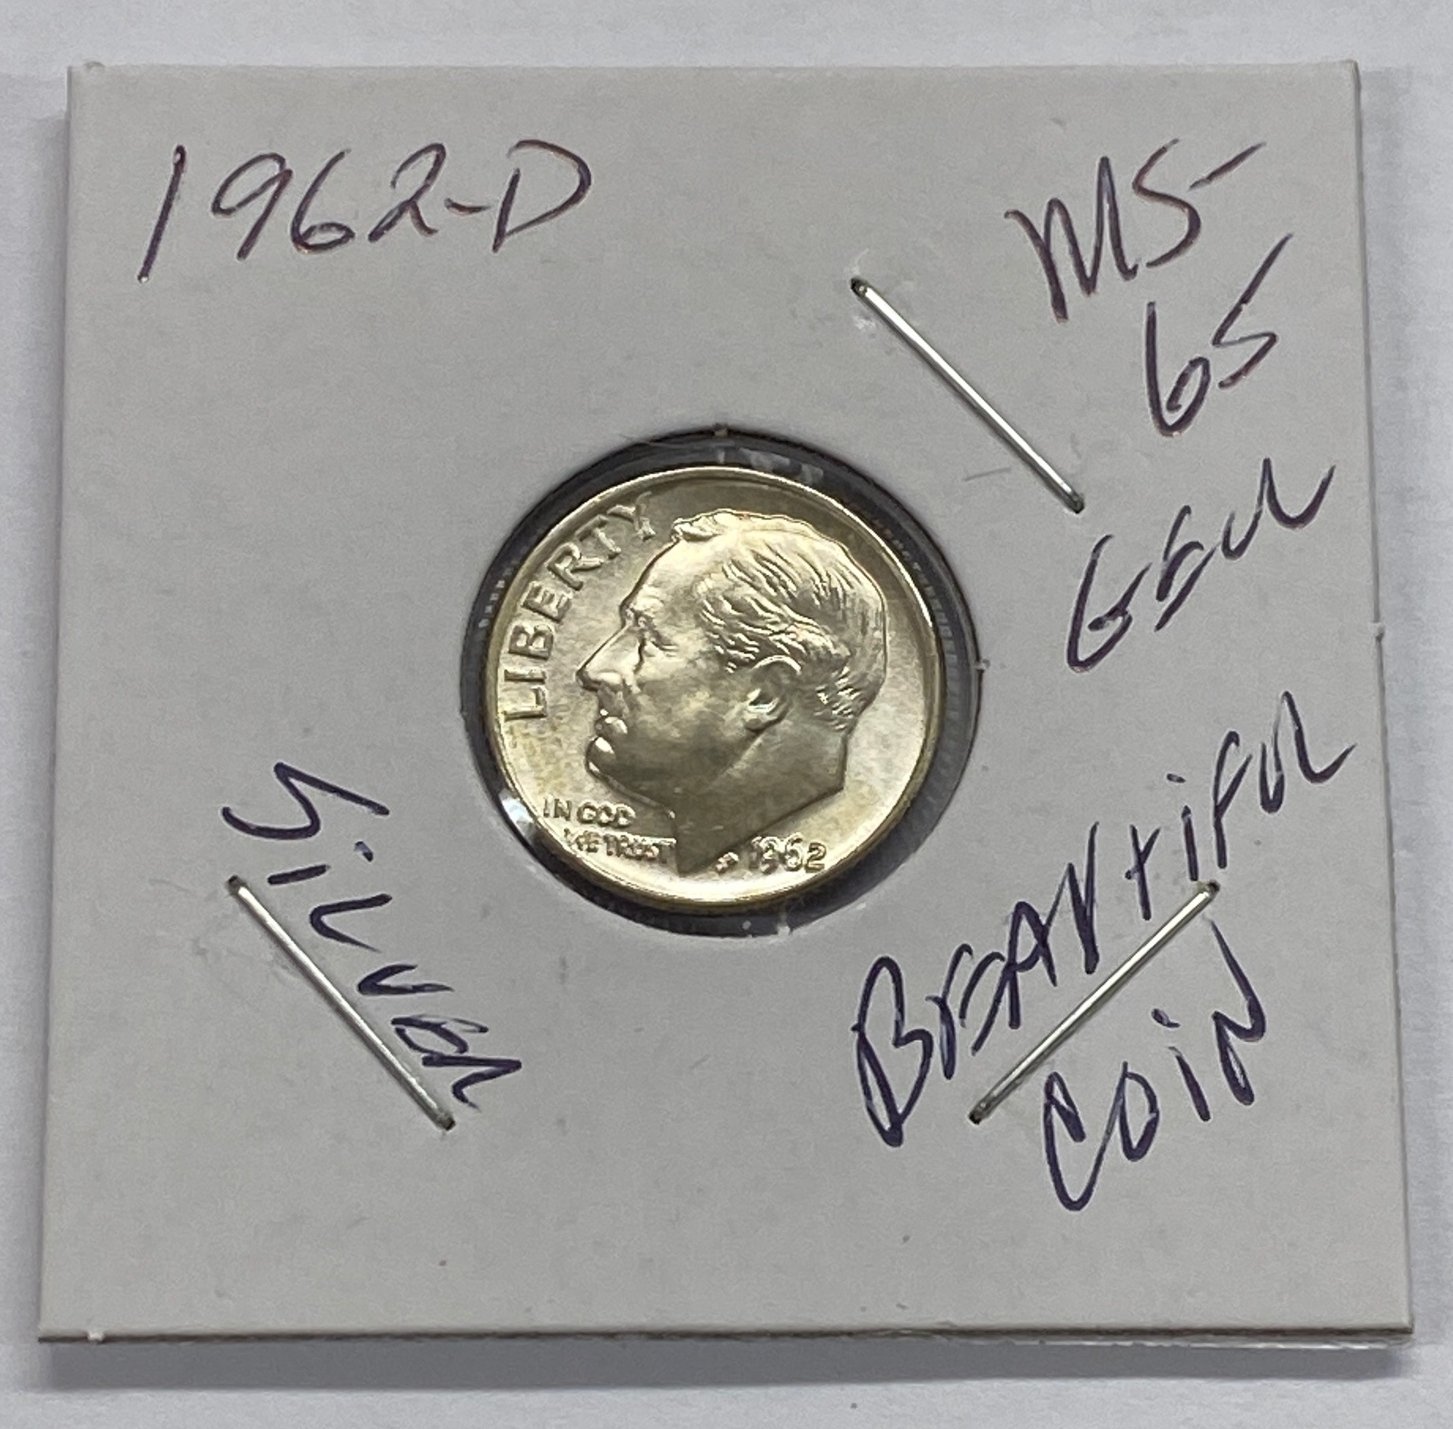 1962-D
MS-
65
GEM
LIBERTY
IN GOD
WE TRUST
1962
SILVER
BEAUTIFUL
COIN